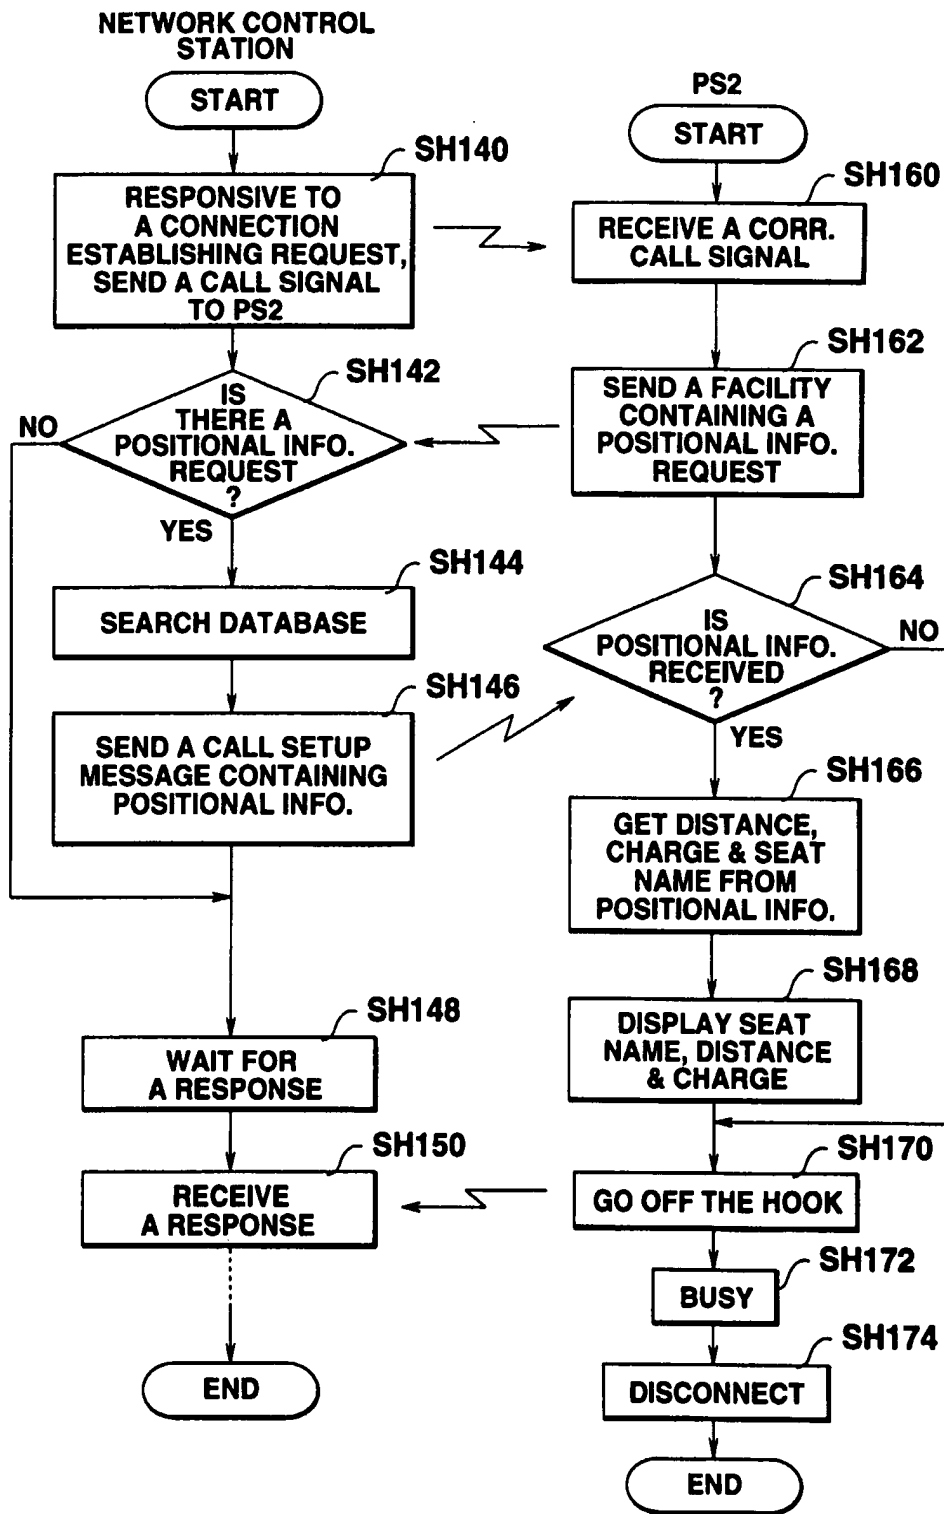 NETWORK CONTROL
STATION
START
SH140
RESPONSIVE TO
A CONNECTION
ESTABLISHING REQUEST,
SEND A CALL SIGNAL
TO PS2
SH142
IS
THERE A
POSITIONAL INFO.
REQUEST
?
NO
YES
SH144
SEARCH DATABASE
SH146
SEND A CALL SETUP
MESSAGE CONTAINING
POSITIONAL INFO.
SH148
WAIT FOR
A RESPONSE
SH150
RECEIVE
A RESPONSE
END
PS2
START
SH160
RECEIVE A CORR.
CALL SIGNAL
SH162
SEND A FACILITY
CONTAINING A
POSITIONAL INFO.
REQUEST
SH164
IS
POSITIONAL INFO.
RECEIVED
?
NO
YES
SH166
GET DISTANCE,
CHARGE & SEAT
NAME FROM
POSITIONAL INFO.
SH168
DISPLAY SEAT
NAME, DISTANCE
& CHARGE
SH170
GO OFF THE HOOK
SH172
BUSY
SH174
DISCONNECT
END